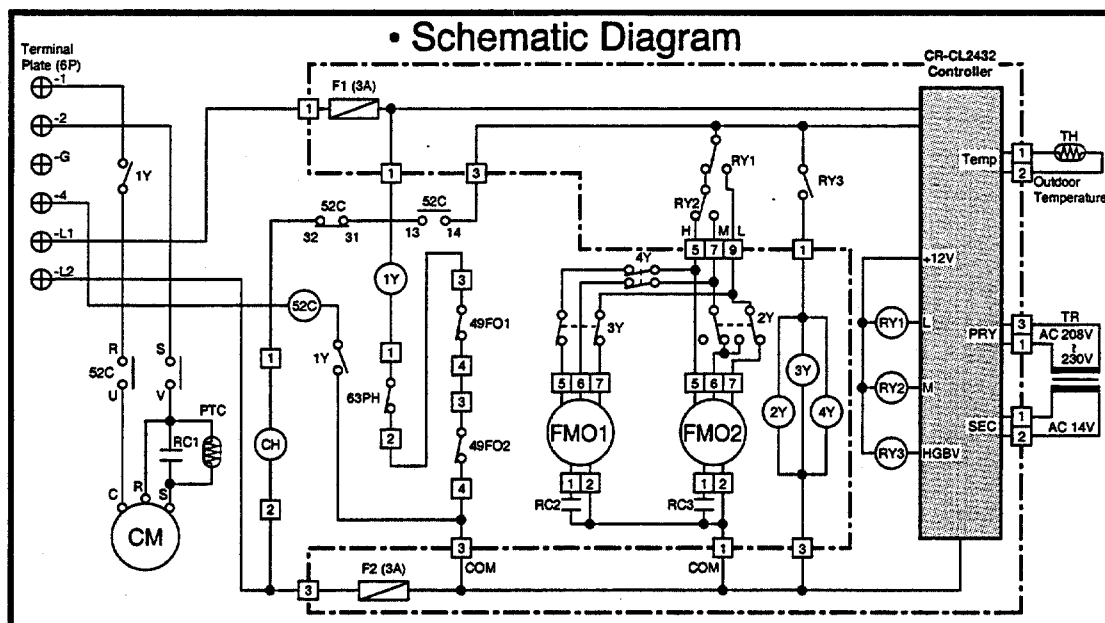 • Schematic Diagram
Terminal
Plate (6P)
-1
-2
-G
-4
-L1
-L2
1Y
F1 (3A)
1
1
3
52C
32
31
52C
13
14
1Y
52C
1Y
1
63PH
2
3
49FO1
4
3
49FO2
4
3
COM
R
S
52C
U
V
PTC
RC1
C
R
S
CM
1
CH
2
3
F2 (3A)
RY1
RY2
H
M
L
5
7
9
4Y
3Y
2Y
5
6
7
FMO1
1
2
RC2
5
6
7
FMO2
1
2
RC3
1
COM
RY3
1
3Y
2Y
4Y
3
CR-CL2432
Controller
Temp
1
2
TH
Outdoor
Temperature
+12V
RY1
L
RY2
M
RY3
HGBV
PRY
3
1
TR
AC 208V
≀
230V
SEC
1
2
AC 14V